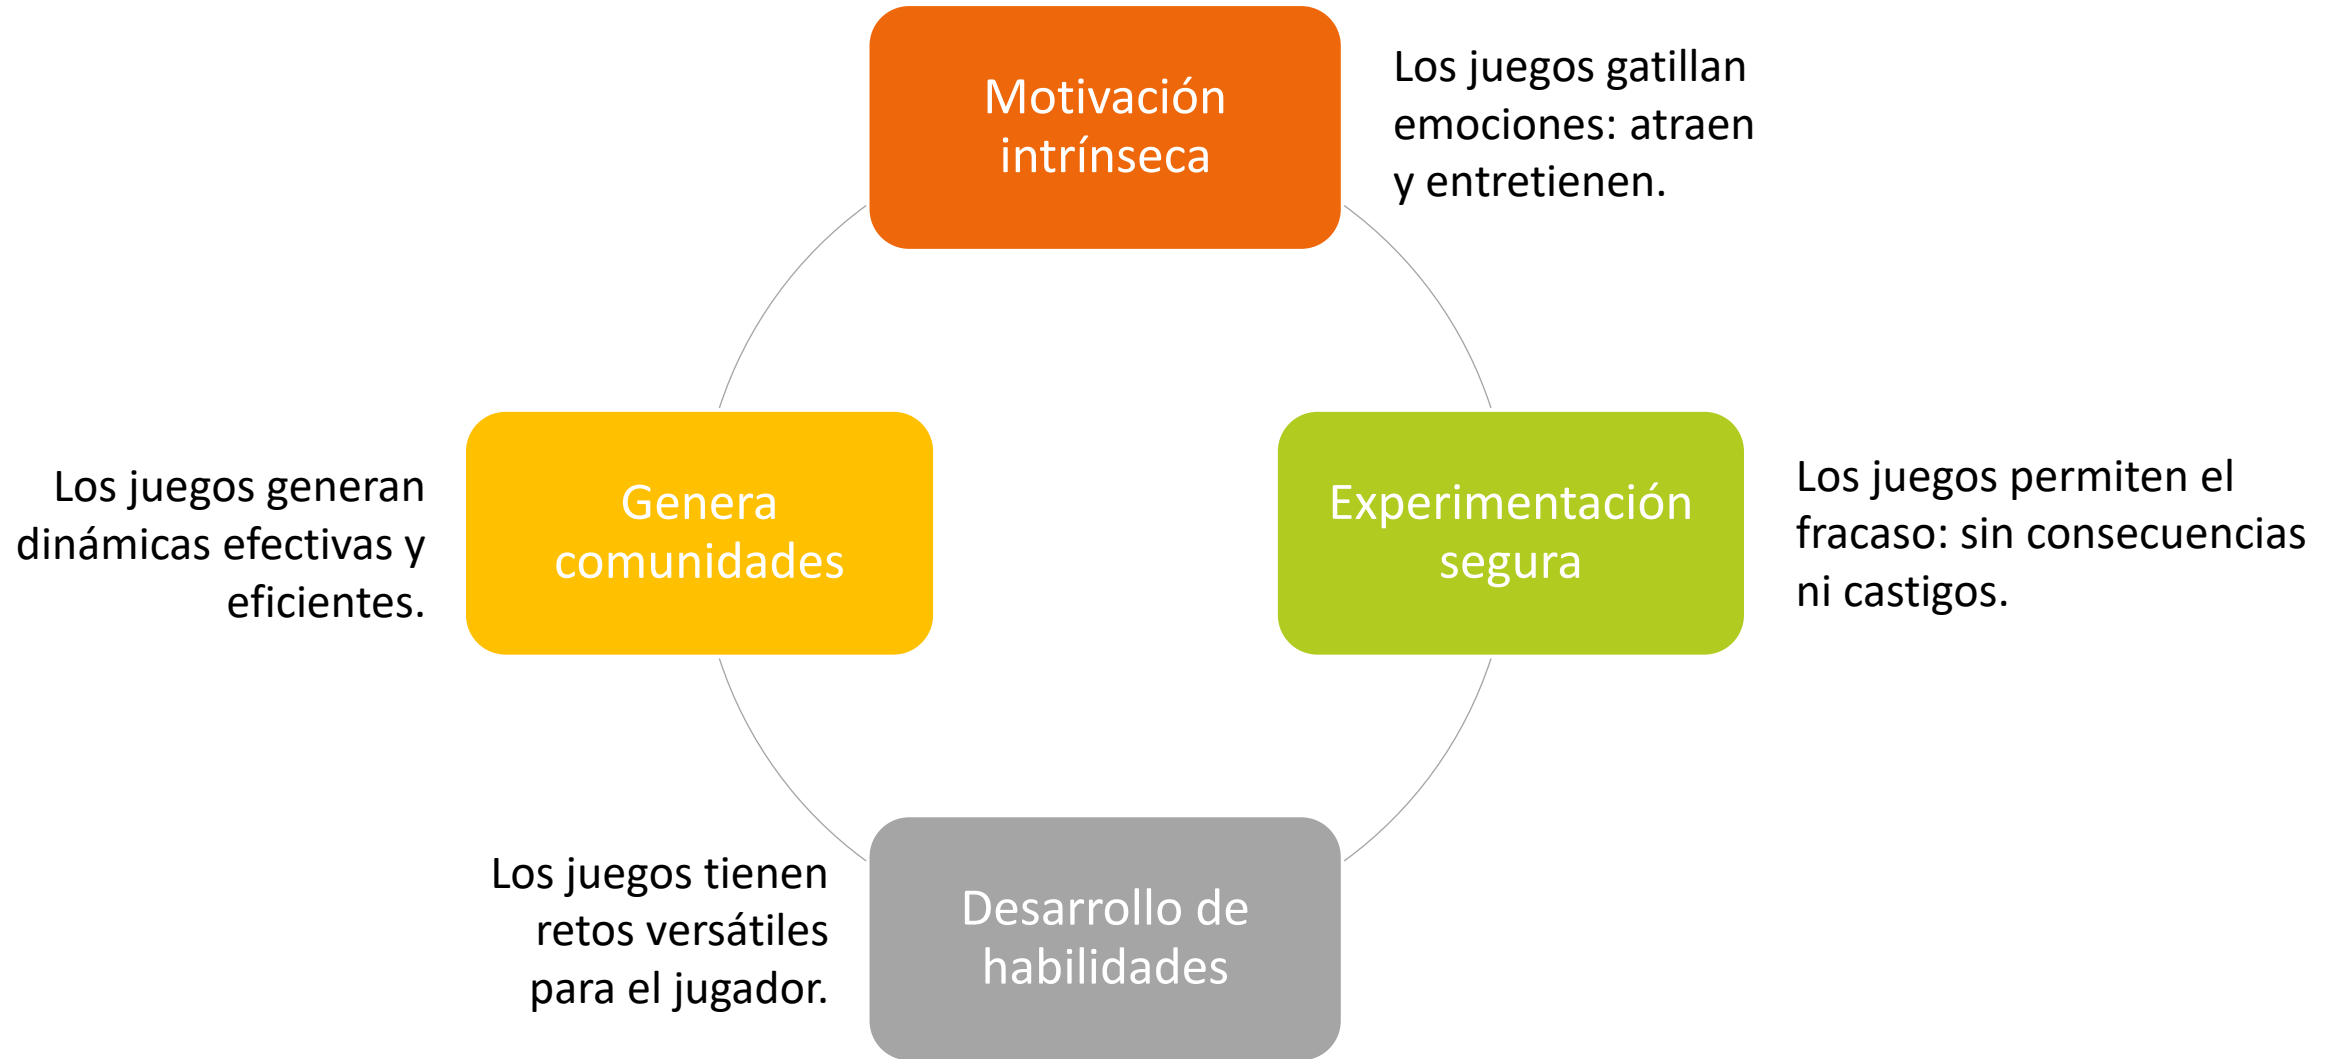 Motivación
intrínseca
Los juegos gatillan
emociones: atraen
y entretienen.
Experimentación
segura
Los juegos permiten el
fracaso: sin consecuencias
ni castigos.
Desarrollo de
habilidades
Los juegos tienen
retos versátiles
para el jugador.
Genera
comunidades
Los juegos generan
dinámicas efectivas y
eficientes.